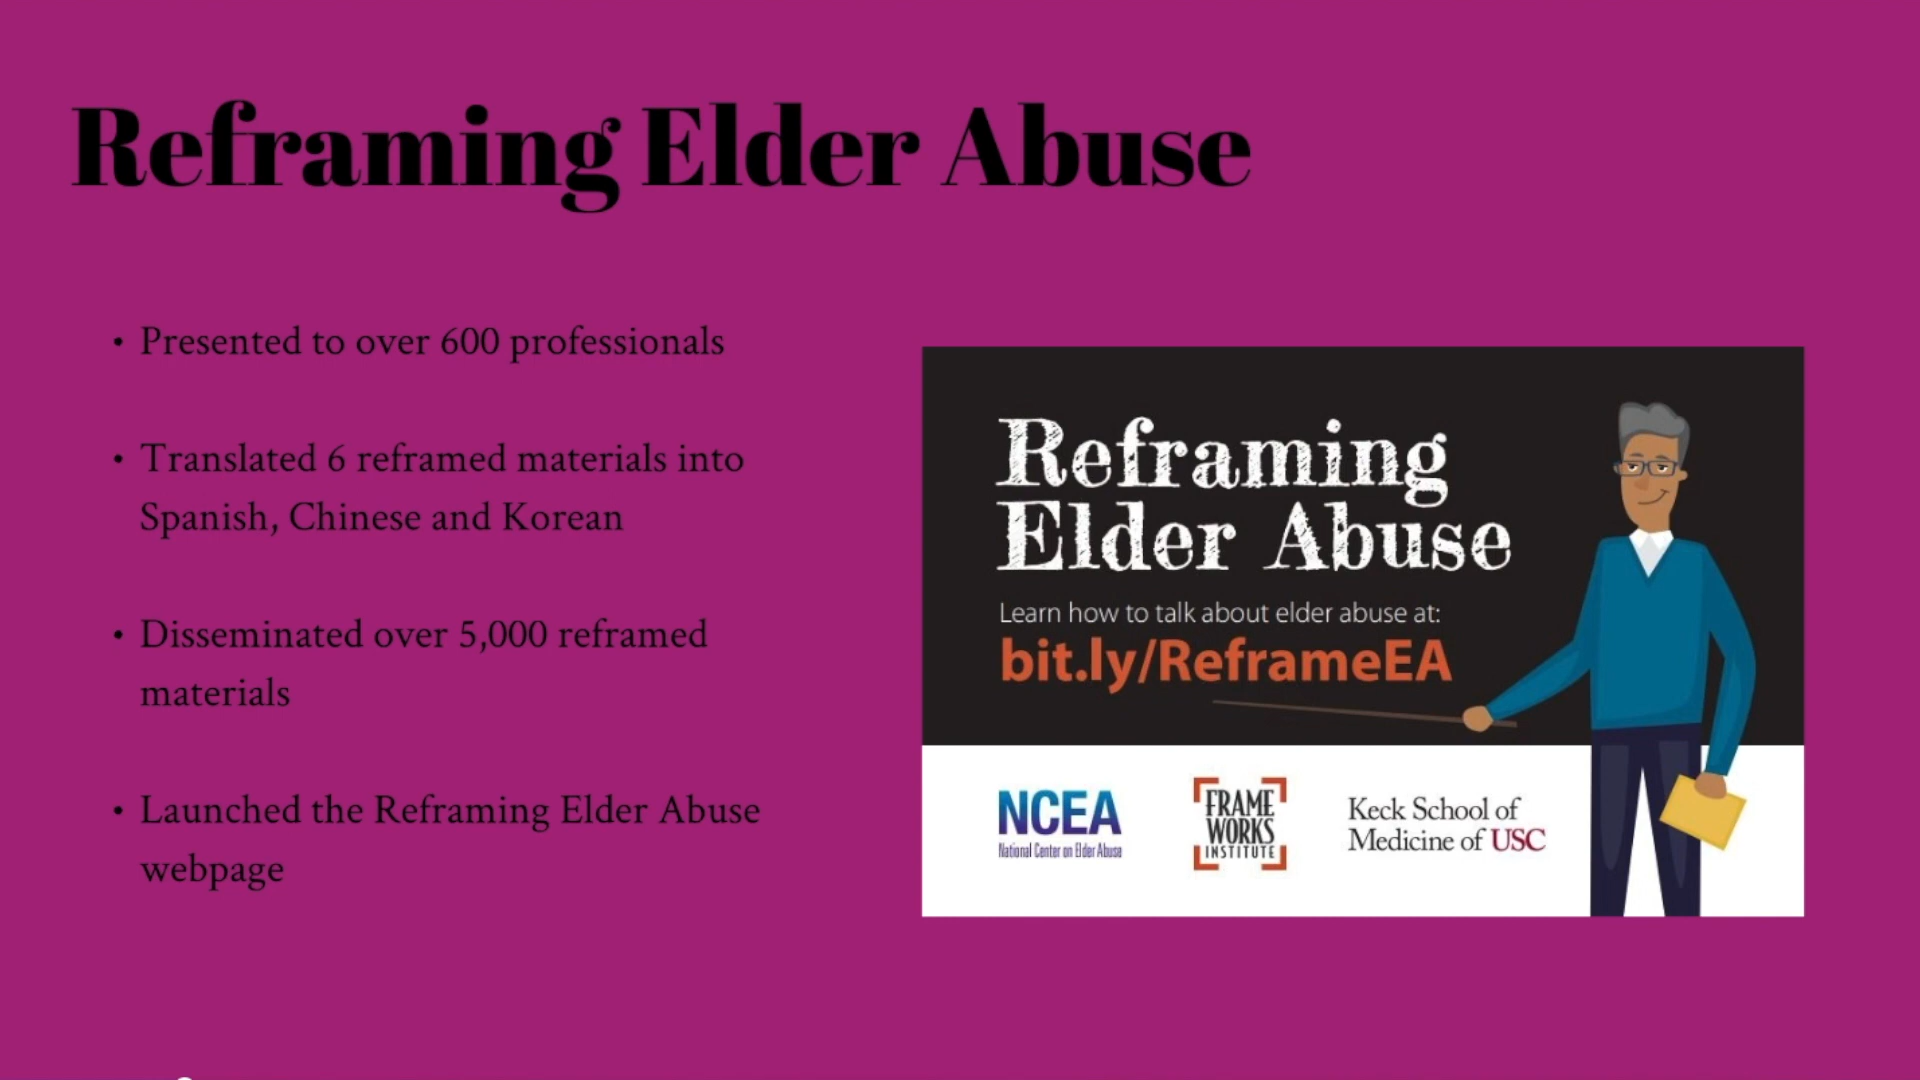 Reframing Elder Abuse
• Presented to over 600 professionals
• Translated 6 reframed materials into
Spanish, Chinese and Korean
• Disseminated over 5,000 reframed
materials
• Launched the Reframing Elder Abuse
webpage
Reframing
Elder Abuse
Learn how to talk about elder abuse at:
bit.ly/ReframeEA
NCEA
National Center on Elder Abuse
FRAME
WORKS
INSTITUTE
Keck School of
Medicine of USC